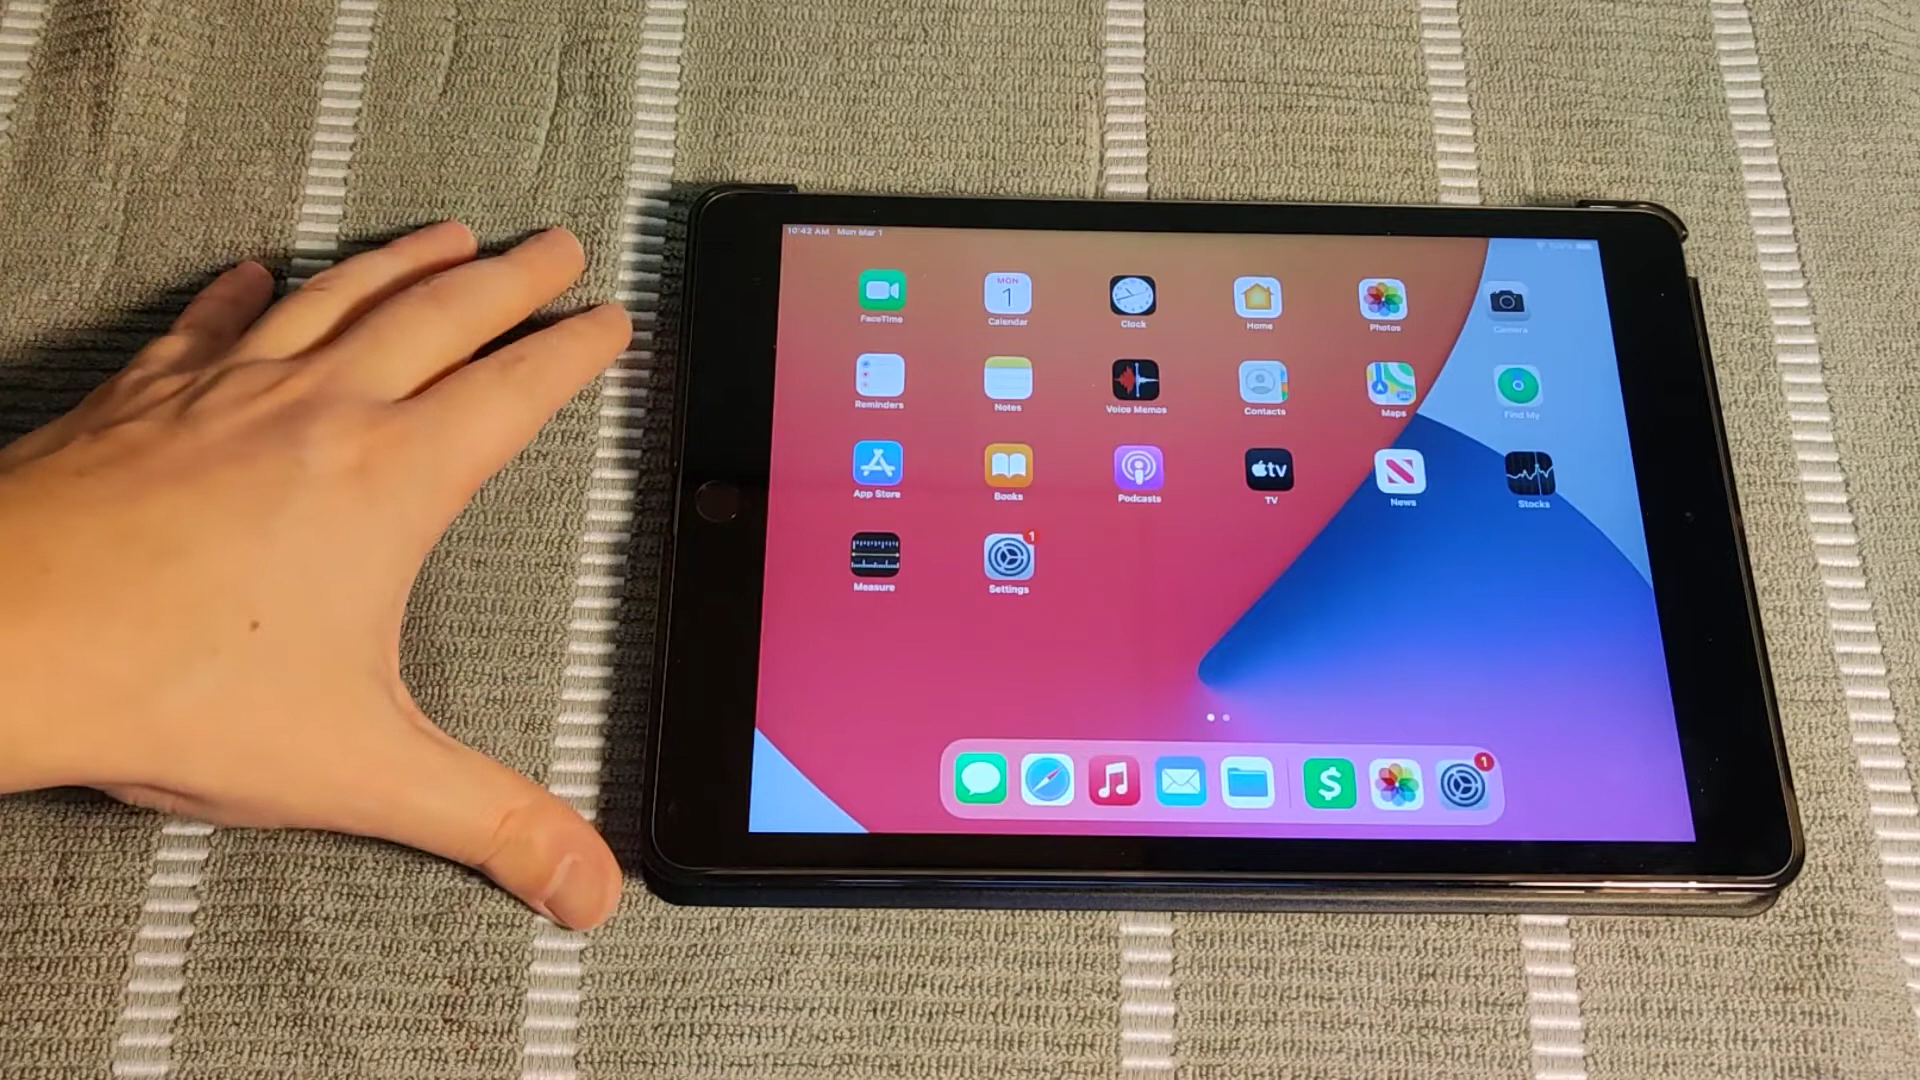 10:42 AM Mon Mar 1
MON
1
FaceTime
Calendar
Clock
Home
Photos
Camera
Reminders
Notes
Voice Memos
Contacts
Maps
Find My
tv
App Store
Books
Podcasts
TV
News
Stocks
1
Measure
Settings
$
1